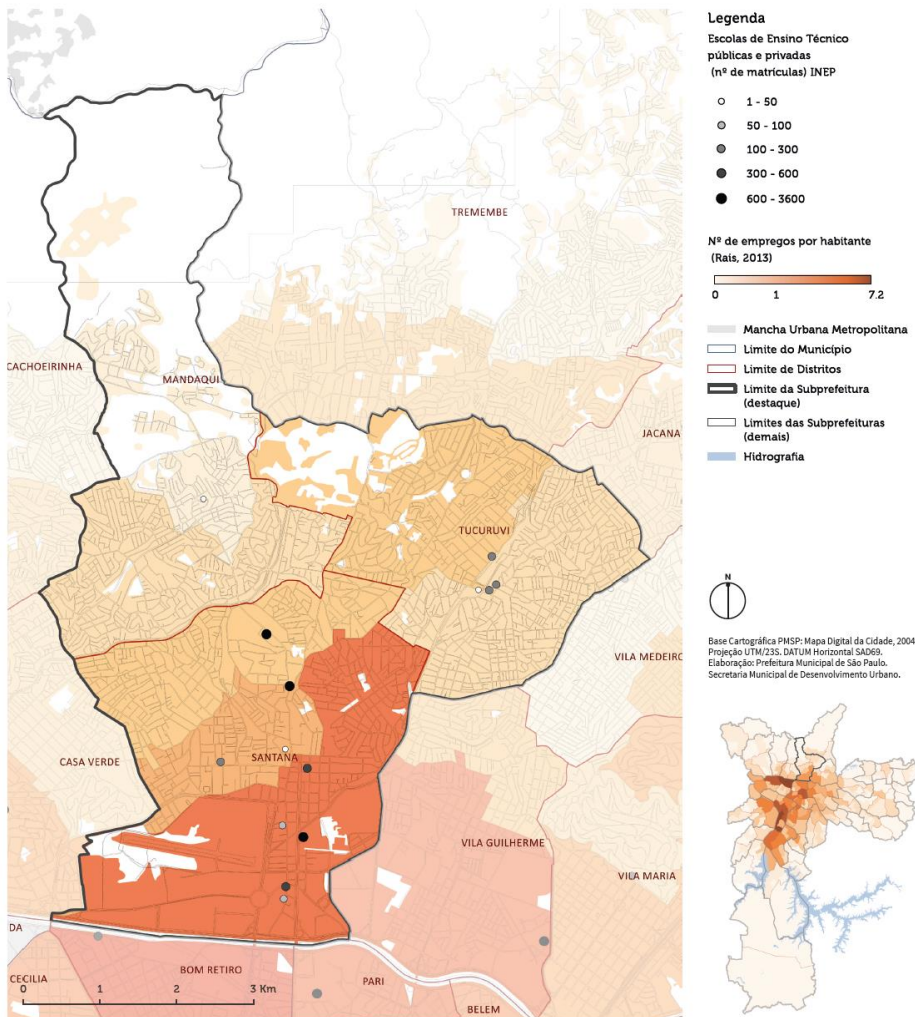 TREMEMBE
CACHOEIRINHA
MANDAQUI
JACANA
TUCURUVI
VILA MEDEIRO
CASA VERDE
SANTANA
VILA GUILHERME
VILA MARIA
DA
BOM RETIRO
CECILIA
PARI
BELEM
0 1 2 3 Km
Legenda
Escolas de Ensino Técnico
públicas e privadas
(nº de matrículas) INEP
1 - 50
50 - 100
100 - 300
300 - 600
600 - 3600
Nº de empregos por habitante
(Rais, 2013)
0 1 7.2
Mancha Urbana Metropolitana
Limite do Município
Limite de Distritos
Limite da Subprefeitura
(destaque)
Limites das Subprefeituras
(demais)
Hidrografia
N
Base Cartográfica PMSP: Mapa Digital da Cidade, 2004
Projeção UTM/23S. DATUM Horizontal SAD69.
Elaboração: Prefeitura Municipal de São Paulo.
Secretaria Municipal de Desenvolvimento Urbano.